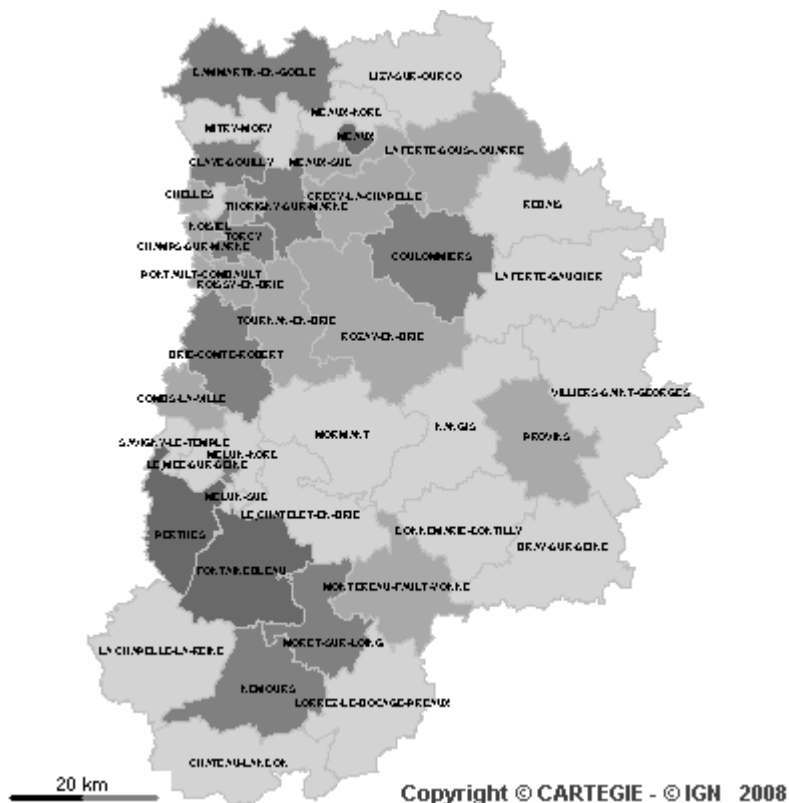 DAMMARTIN-EN-GOELE
LIZY-SUR-OURCQ
MEAUX-NORD
MITRY-MORY
MEAUX
LAFERTE-SOUS-JOUARRE
CLAYE-SOUILLY
MEAUX-SUD
CHELLES
CRECY-LA-CHAPELLE
REBAIS
THORIGNY-SUR-MARNE
NOISIEL
TORCY
CHAMPS-SUR-MARNE
COULOMMIERS
PONTAULT-COMBAULT
LAFERTE-GAUCHER
ROISSY-EN-BRIE
TOURNAN-EN-BRIE
ROZAY-EN-BRIE
BRIE-COMTE-ROBERT
COMBS-LA-VILLE
VILLIERS-SAINT-GEORGES
NANGIS
MORMANT
PROVINS
SAVIGNY-LE-TEMPLE
MELUN-NORD
LE MEE-SUR-SEINE
MELUN-SUD
LE CHATELET-EN-BRIE
PERTHES
DONNEMARIE-DONTILLY
BRAY-SUR-SEINE
FONTAINEBLEAU
MONTEREAU-FAULT-YONNE
MORET-SUR-LOING
LA CHAPELLE-LA-REINE
NEMOURS
LORREZ-LE-BOCAGE-PREAUX
CHATEAU-LANDON
20 km
Copyright © CARTEGIE - © IGN 2008